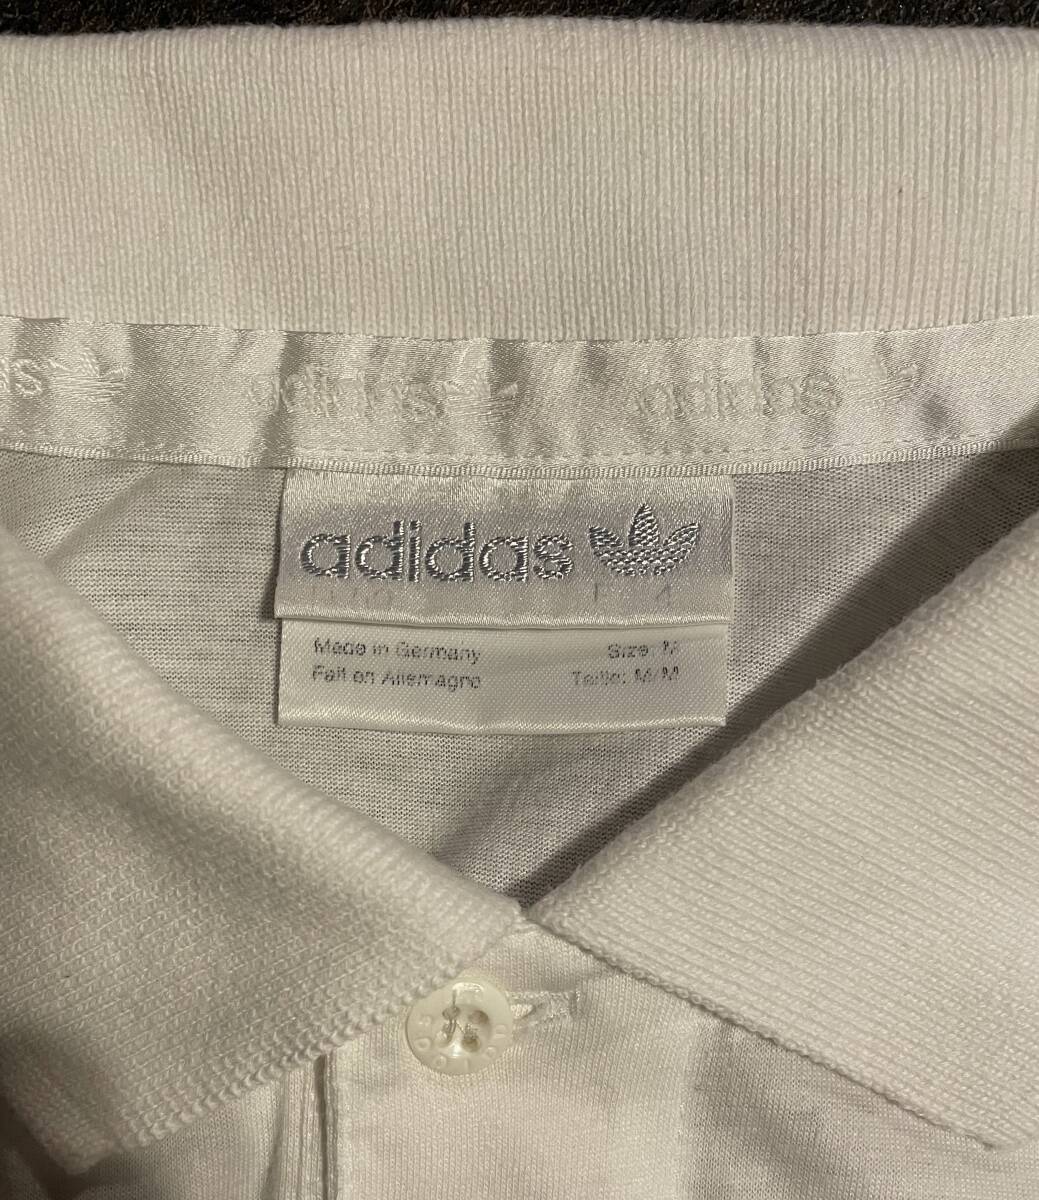 adidas adidas
adidas
Made in Germany Size: M
Fait en Allemagne Taille: M/M